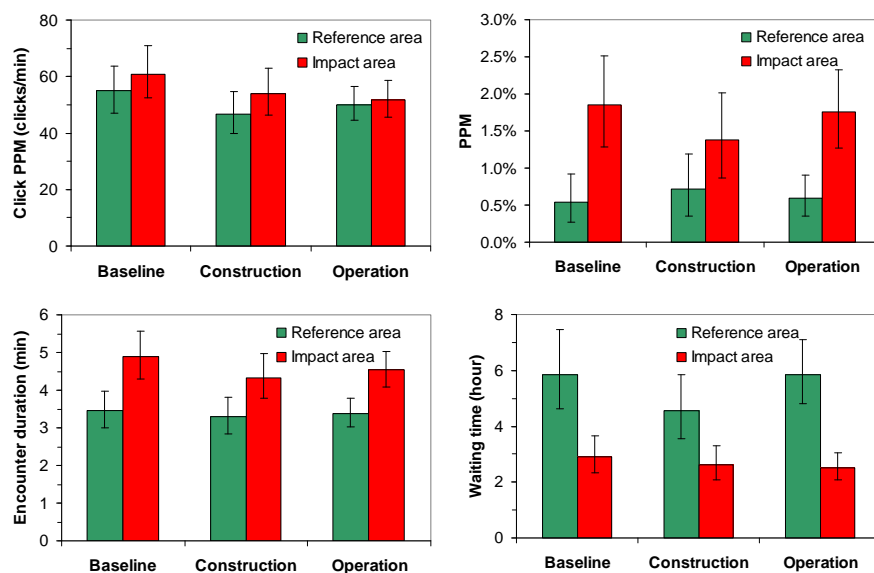 Click PPM (clicks/min)
80
60
40
20
0
Reference area
Impact area
Baseline
Construction
Operation
PPM
3.0%
2.5%
2.0%
1.5%
1.0%
0.5%
0.0%
Reference area
Impact area
Baseline
Construction
Operation
Encounter duration (min)
6
5
4
3
2
1
0
Reference area
Impact area
Baseline
Construction
Operation
Waiting time (hour)
8
6
4
2
0
Reference area
Impact area
Baseline
Construction
Operation